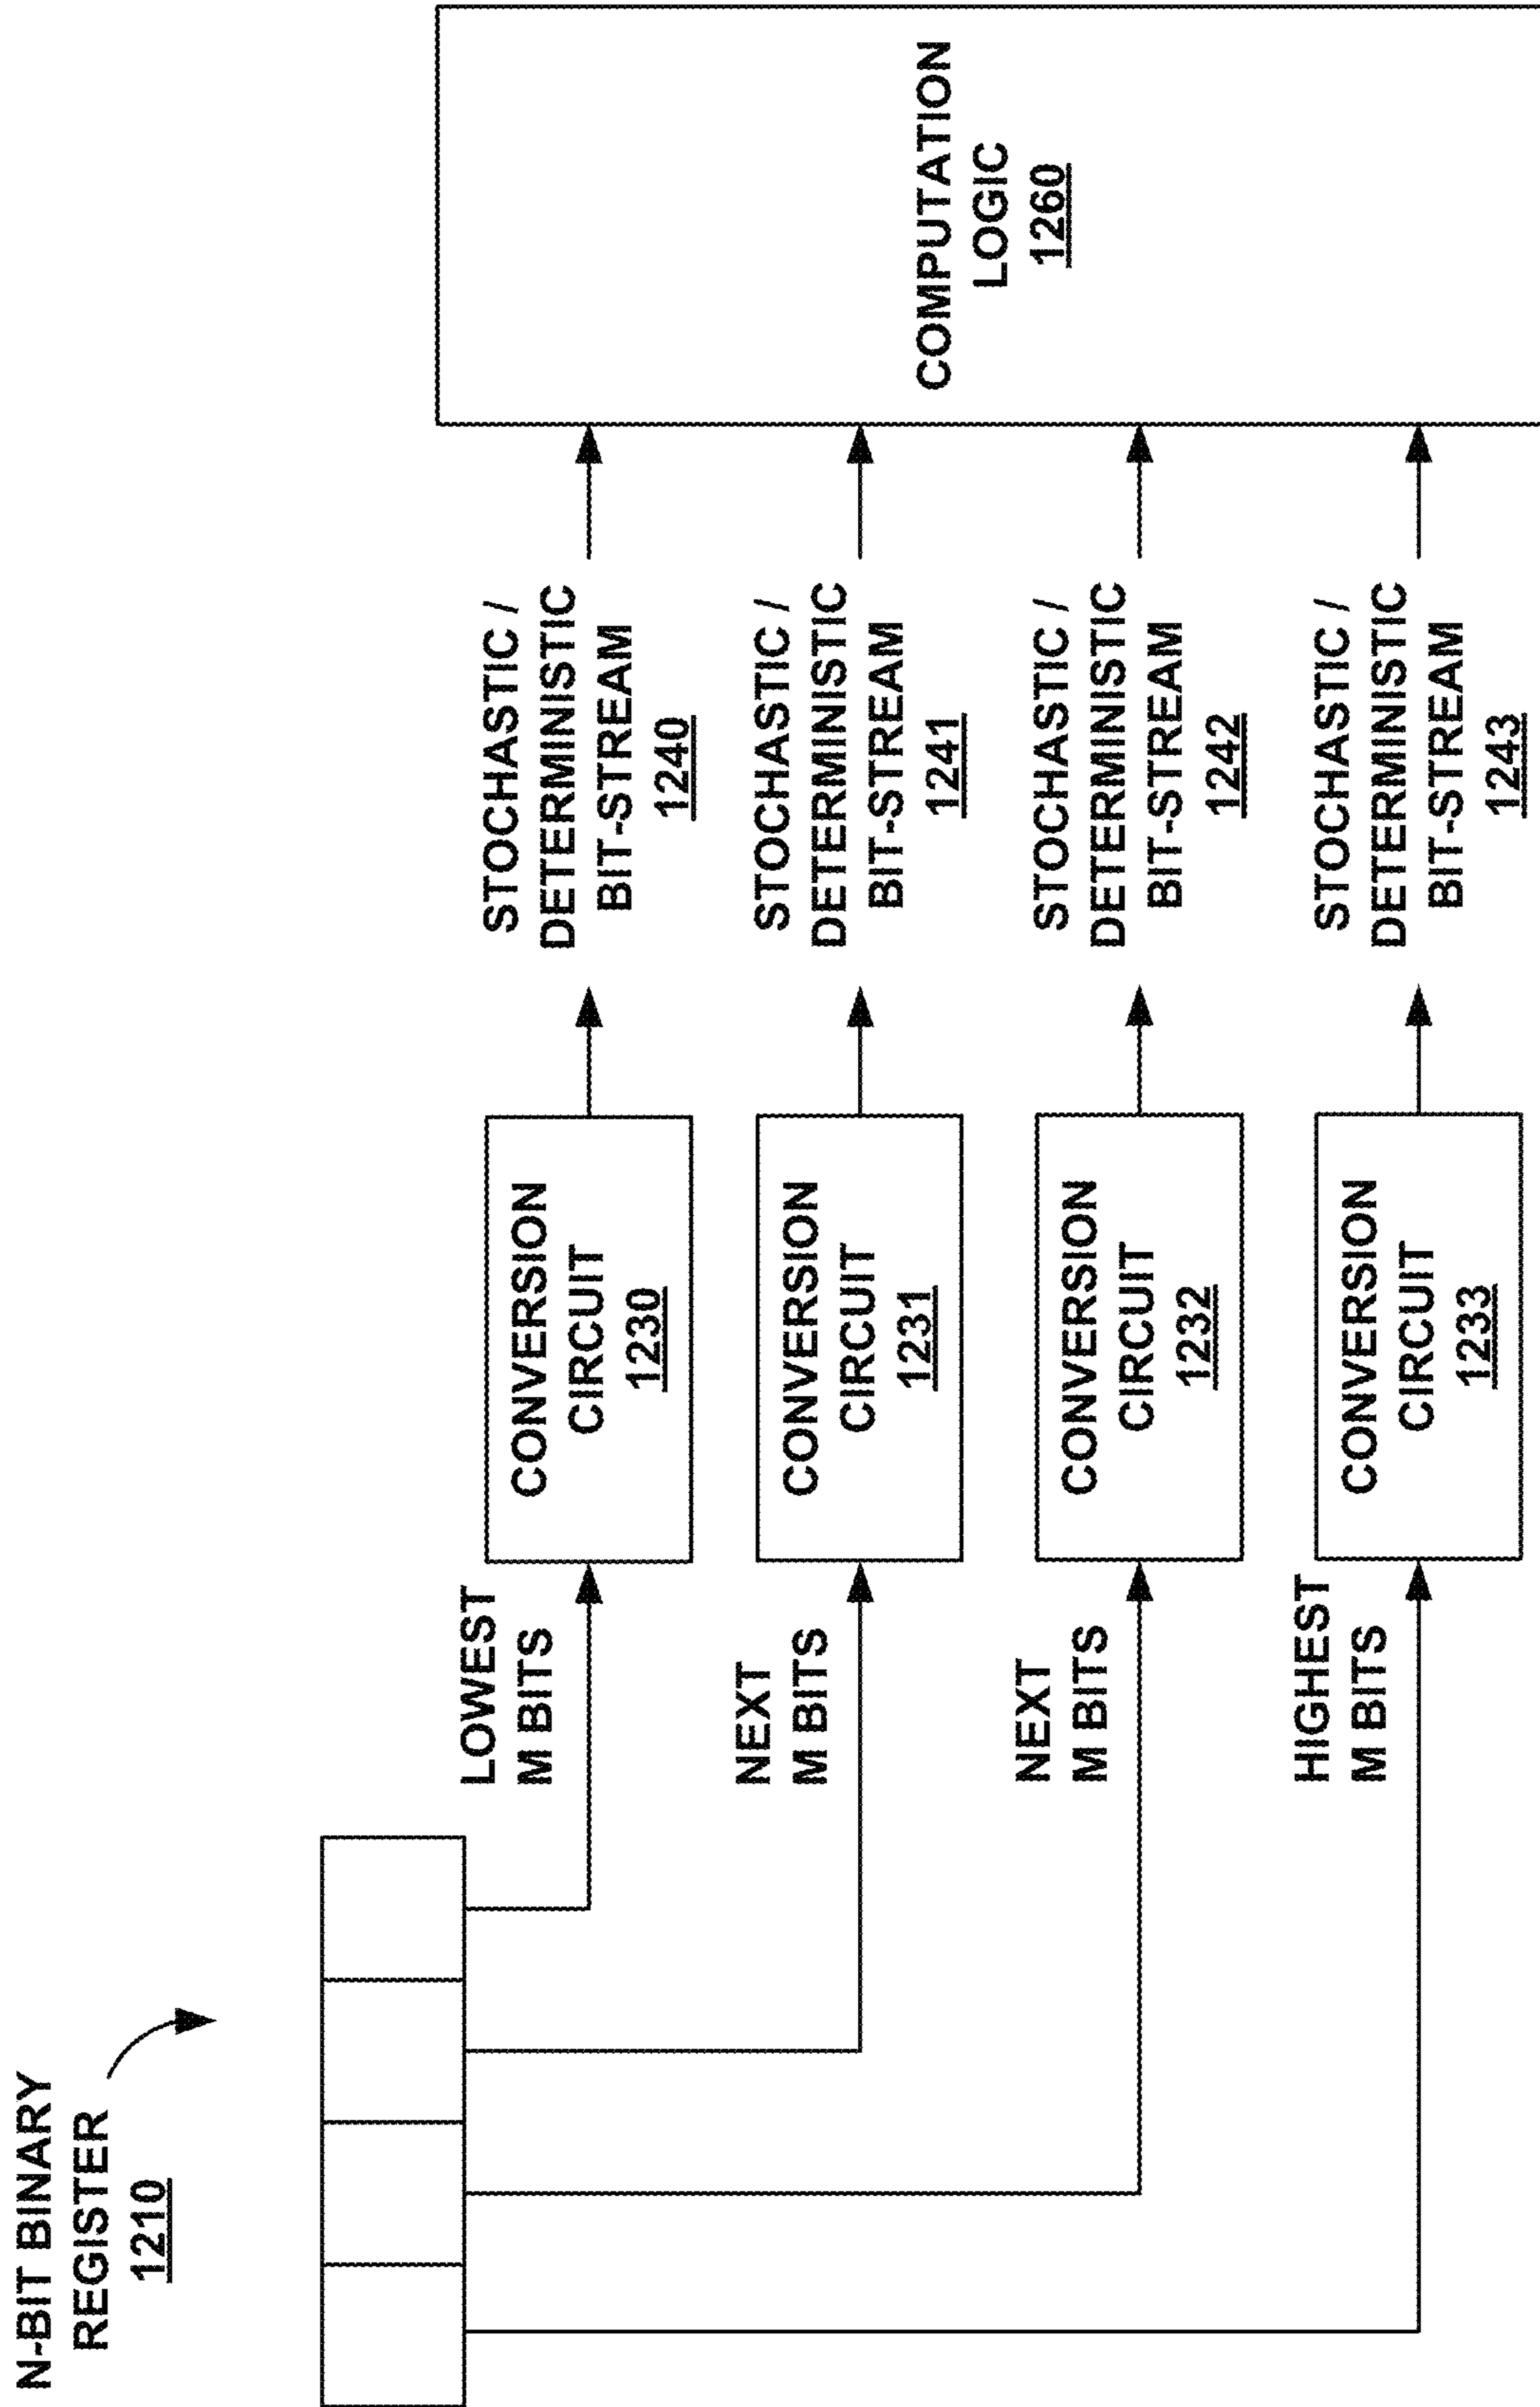 N-BIT BINARY
REGISTER
1210
LOWEST
M BITS
CONVERSION
CIRCUIT
1230
STOCHASTIC /
DETERMINISTIC
BIT-STREAM
1240
NEXT
M BITS
CONVERSION
CIRCUIT
1231
STOCHASTIC /
DETERMINISTIC
BIT-STREAM
1241
NEXT
M BITS
CONVERSION
CIRCUIT
1232
STOCHASTIC /
DETERMINISTIC
BIT-STREAM
1242
HIGHEST
M BITS
CONVERSION
CIRCUIT
1233
STOCHASTIC /
DETERMINISTIC
BIT-STREAM
1243
COMPUTATION
LOGIC
1260